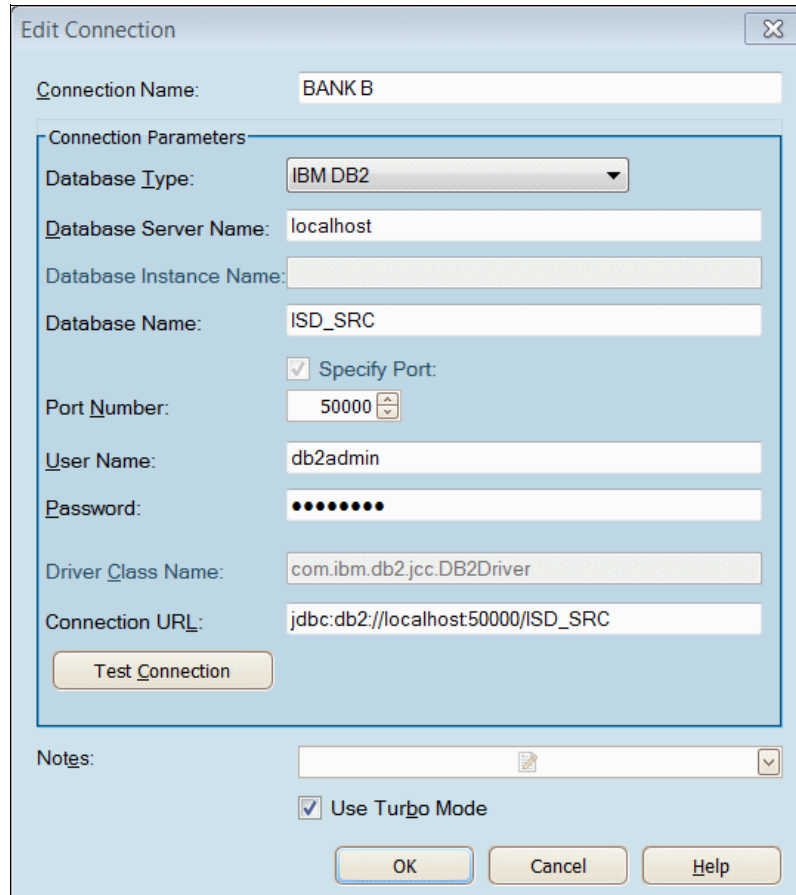 Edit Connection
Connection Name: BANK B
Connection Parameters
Database Type: IBM DB2
Database Server Name: localhost
Database Instance Name:
Database Name: ISD_SRC
Specify Port:
Port Number: 50000
User Name: db2admin
Password: ●●●●●●●●
Driver Class Name: com.ibm.db2.jcc.DB2Driver
Connection URL: jdbc:db2://localhost:50000/ISD_SRC
Test Connection
Notes:
Use Turbo Mode
OK Cancel Help